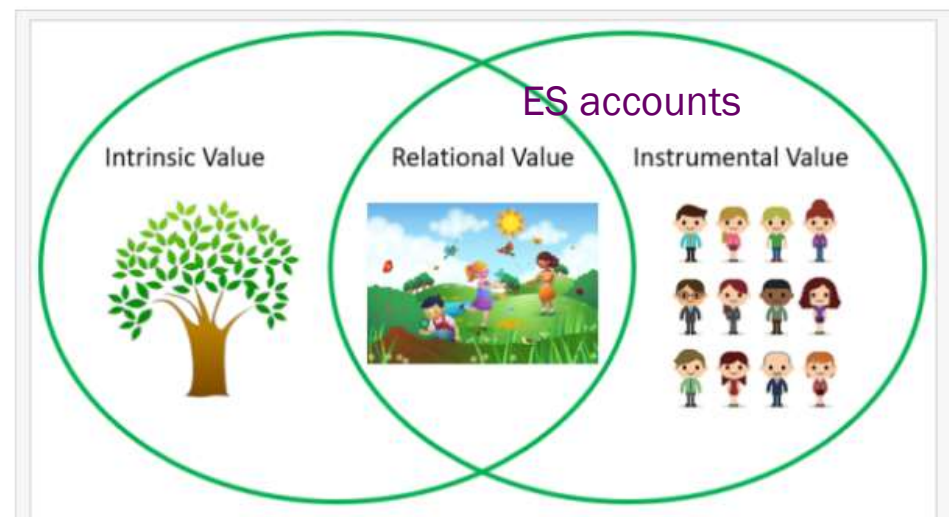 ES accounts
Intrinsic Value
Relational Value
Instrumental Value